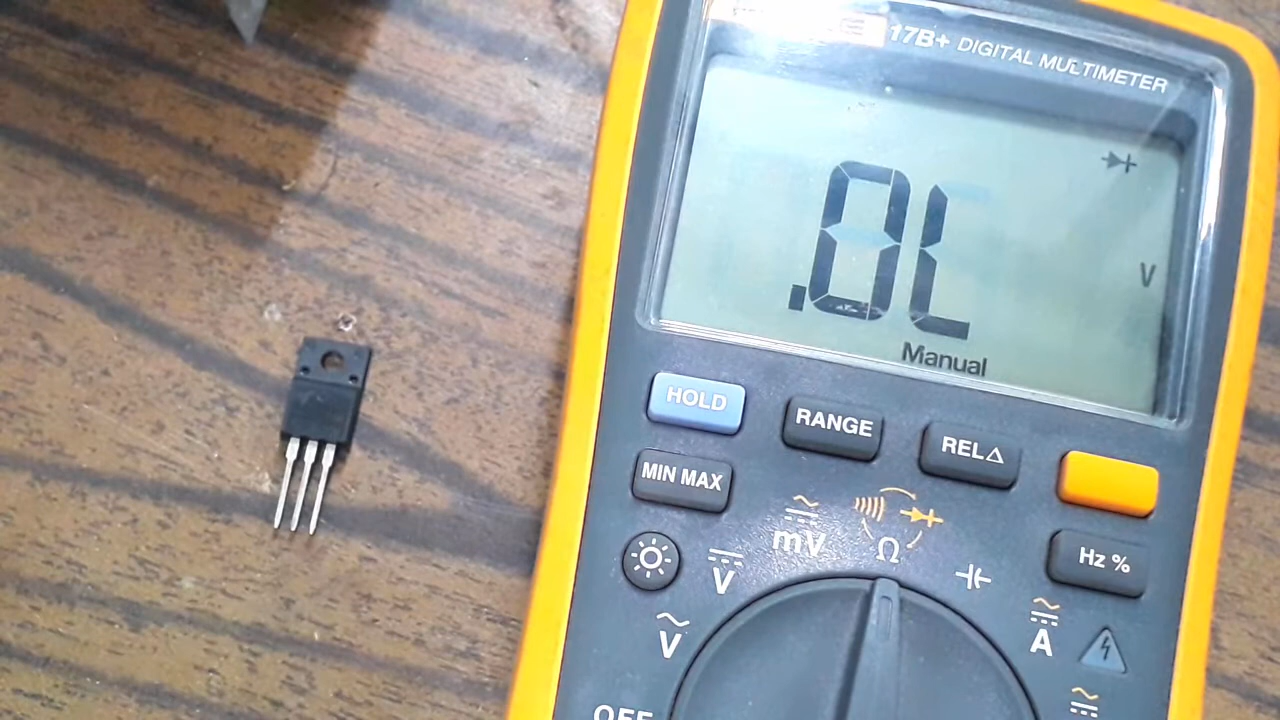 17B+ DIGITAL MULTIMETER
.0L
V
Manual
HOLD
RANGE
REL△
MIN MAX
Hz %
mV
Ω
V
V
A
OFF